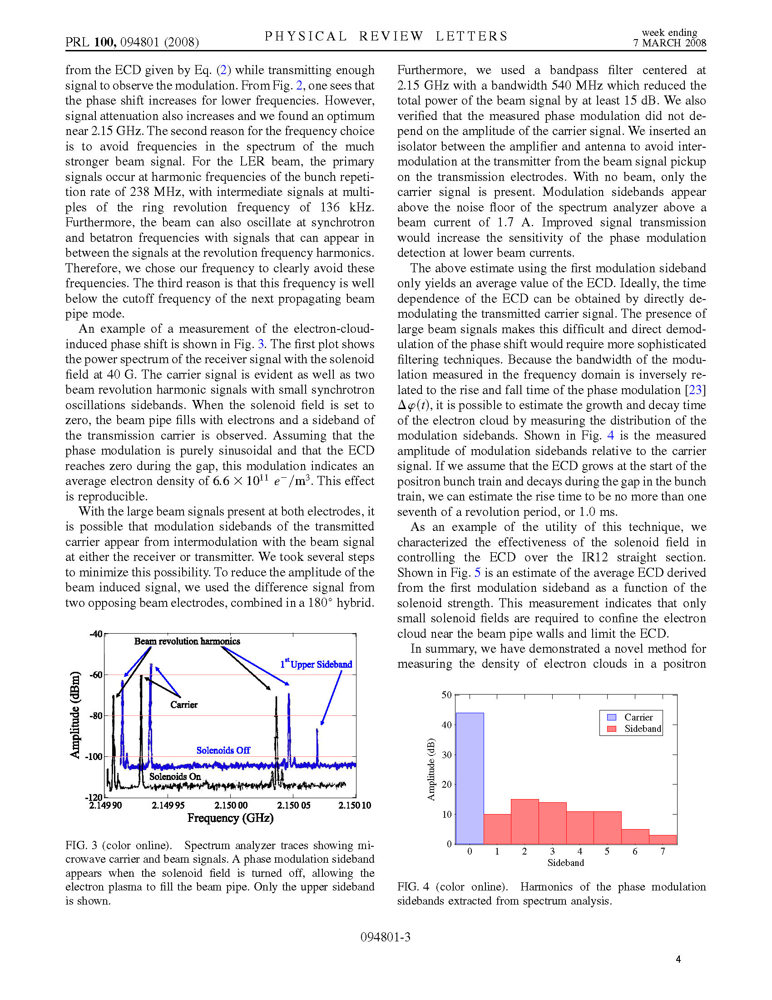 PRL 100, 094801 (2008)
PHYSICAL REVIEW LETTERS
week ending
7 MARCH 2008
from the ECD given by Eq. (2) while transmitting enough
signal to observe the modulation. From Fig. 2, one sees that
the phase shift increases for lower frequencies. However,
signal attenuation also increases and we found an optimum
near 2.15 GHz. The second reason for the frequency choice
is to avoid frequencies in the spectrum of the much
stronger beam signal. For the LER beam, the primary
signals occur at harmonic frequencies of the bunch repeti-
tion rate of 238 MHz, with intermediate signals at multi-
ples of the ring revolution frequency of 136 kHz.
Furthermore, the beam can also oscillate at synchrotron
and betatron frequencies with signals that can appear in
between the signals at the revolution frequency harmonics.
Therefore, we chose our frequency to clearly avoid these
frequencies. The third reason is that this frequency is well
below the cutoff frequency of the next propagating beam
pipe mode.
An example of a measurement of the electron-cloud-
induced phase shift is shown in Fig. 3. The first plot shows
the power spectrum of the receiver signal with the solenoid
field at 40 G. The carrier signal is evident as well as two
beam revolution harmonic signals with small synchrotron
oscillations sidebands. When the solenoid field is set to
zero, the beam pipe fills with electrons and a sideband of
the transmission carrier is observed. Assuming that the
phase modulation is purely sinusoidal and that the ECD
reaches zero during the gap, this modulation indicates an
average electron density of 6.6 × 10¹¹ e⁻/m³. This effect
is reproducible.
With the large beam signals present at both electrodes, it
is possible that modulation sidebands of the transmitted
carrier appear from intermodulation with the beam signal
at either the receiver or transmitter. We took several steps
to minimize this possibility. To reduce the amplitude of the
beam induced signal, we used the difference signal from
two opposing beam electrodes, combined in a 180° hybrid.
-40
-60
-80
-100
-120
Amplitude (dBm)
Beam revolution harmonics
1st Upper Sideband
Carrier
Solenoids Off
Solenoids On
2.14990
2.14995
2.15000
2.15005
2.15010
Frequency (GHz)
FIG. 3 (color online). Spectrum analyzer traces showing mi-
crowave carrier and beam signals. A phase modulation sideband
appears when the solenoid field is turned off, allowing the
electron plasma to fill the beam pipe. Only the upper sideband
is shown.
Furthermore, we used a bandpass filter centered at
2.15 GHz with a bandwidth 540 MHz which reduced the
total power of the beam signal by at least 15 dB. We also
verified that the measured phase modulation did not de-
pend on the amplitude of the carrier signal. We inserted an
isolator between the amplifier and antenna to avoid inter-
modulation at the transmitter from the beam signal pickup
on the transmission electrodes. With no beam, only the
carrier signal is present. Modulation sidebands appear
above the noise floor of the spectrum analyzer above a
beam current of 1.7 A. Improved signal transmission
would increase the sensitivity of the phase modulation
detection at lower beam currents.
The above estimate using the first modulation sideband
only yields an average value of the ECD. Ideally, the time
dependence of the ECD can be obtained by directly de-
modulating the transmitted carrier signal. The presence of
large beam signals makes this difficult and direct demod-
ulation of the phase shift would require more sophisticated
filtering techniques. Because the bandwidth of the modu-
lation measured in the frequency domain is inversely re-
lated to the rise and fall time of the phase modulation [23]
Δφ(t), it is possible to estimate the growth and decay time
of the electron cloud by measuring the distribution of the
modulation sidebands. Shown in Fig. 4 is the measured
amplitude of modulation sidebands relative to the carrier
signal. If we assume that the ECD grows at the start of the
positron bunch train and decays during the gap in the bunch
train, we can estimate the rise time to be no more than one
seventh of a revolution period, or 1.0 ms.
As an example of the utility of this technique, we
characterized the effectiveness of the solenoid field in
controlling the ECD over the IR12 straight section.
Shown in Fig. 5 is an estimate of the average ECD derived
from the first modulation sideband as a function of the
solenoid strength. This measurement indicates that only
small solenoid fields are required to confine the electron
cloud near the beam pipe walls and limit the ECD.
In summary, we have demonstrated a novel method for
measuring the density of electron clouds in a positron
50
40
30
20
10
0
Amplitude (dB)
Carrier
Sideband
0 1 2 3 4 5 6 7
Sideband
FIG. 4 (color online). Harmonics of the phase modulation
sidebands extracted from spectrum analysis.
094801-3
4